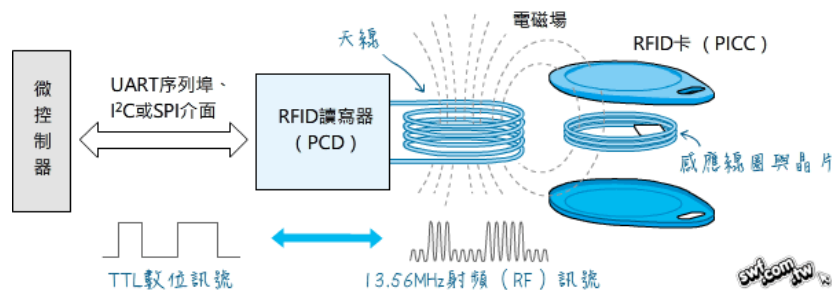 電磁場
天線
RFID卡（PICC）
微控制器
UART序列埠、
I²C或SPI介面
RFID讀寫器
（PCD）
感應線圈與晶片
TTL數位訊號
13.56MHz射頻（RF）訊號
swf.com.tw